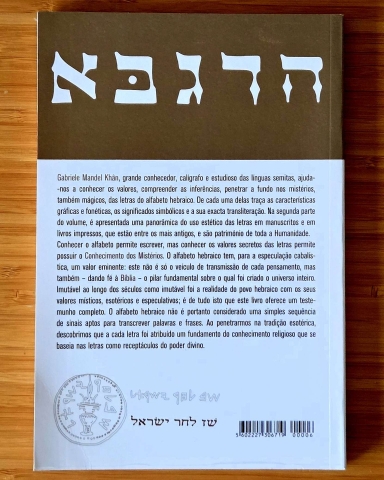 ה ד ג ב א
Gabriele Mandel Khân, grande conhecedor, calígrafo e estudioso das línguas semitas, ajuda-
-nos a conhecer os valores, compreender as inferências, penetrar a fundo nos mistérios,
também mágicos, das letras do alfabeto hebraico. De cada uma delas traça as características
gráficas e fonéticas, os significados simbólicos e a sua exacta transliteração. Na segunda parte
do volume, é apresentada uma panorâmica do uso estético das letras em manuscritos e em
livros impressos, que estão entre os mais antigos, e são património de toda a Humanidade.
Conhecer o alfabeto permite escrever, mas conhecer os valores secretos das letras permite
possuir o Conhecimento dos Mistérios. O alfabeto hebraico tem, para a especulação caba-
lística, um valor eminente: este não é só o veículo de transmissão de cada pensamento, mas
também – dando fé à Bíblia – o pilar fundamental sobre o qual foi criado o universo inteiro.
Imutável ao longo dos séculos como imutável foi a realidade do povo hebraico com os seus
valores místicos, esotéricos e especulativos; é de tudo isto que este livro oferece um teste-
munho completo. O alfabeto hebraico não é portanto considerado uma simples sequência
de sinais aptos para transcrever palavras e frases. Ao penetrarmos na tradição esotérica,
descobrimos que a cada letra foi atribuído um fundamento do conhecimento religioso que se
baseia nas letras como receptáculos do poder divino.
שז לחר ישראל
5602227306719 00006